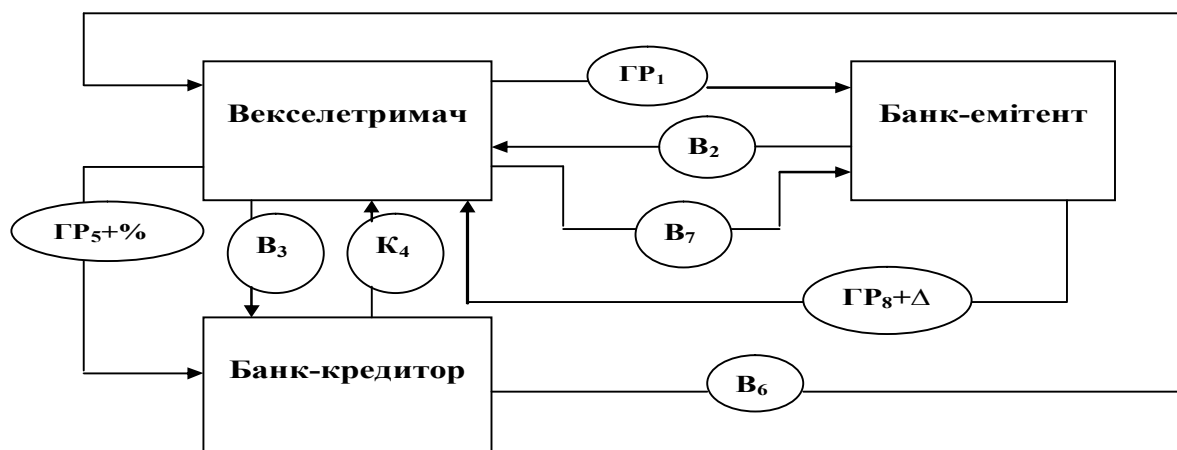 ГР₁
Векселетримач
Банк-емітент
В₂
ГР₅+%
В₃
К₄
В₇
ГР₈+Δ
Банк-кредитор
В₆